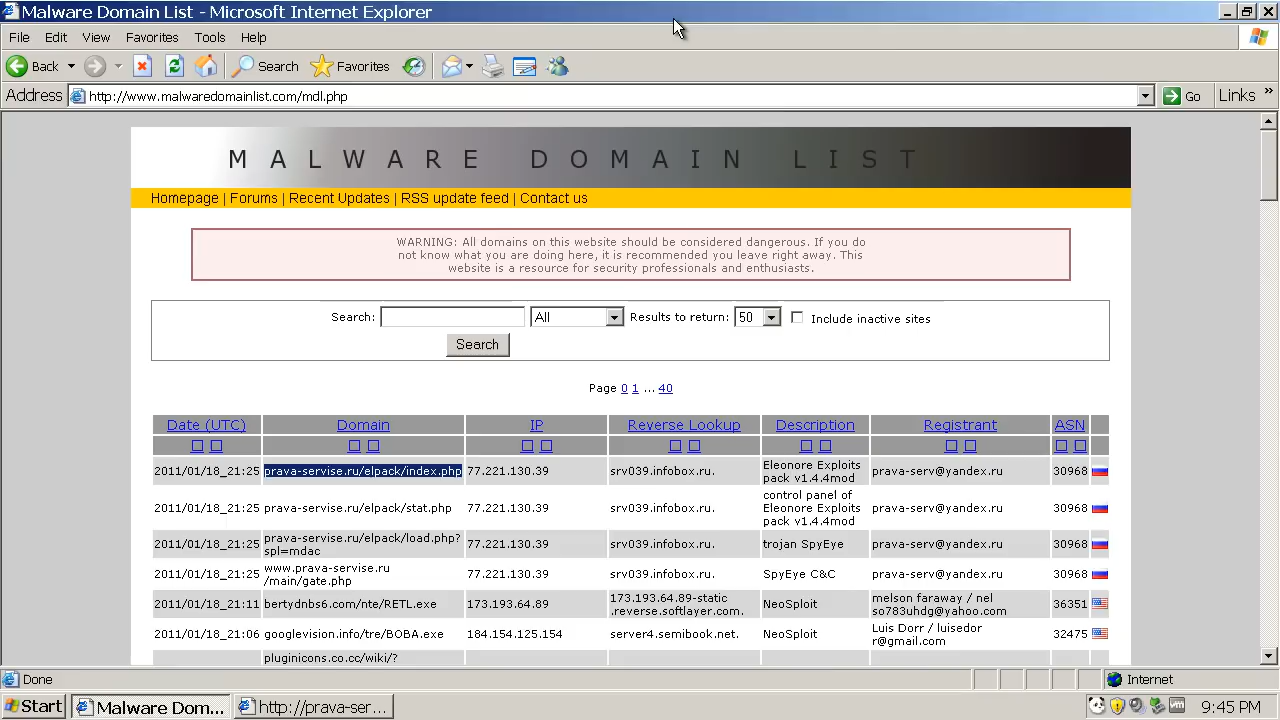 Malware Domain List - Microsoft Internet Explorer
File Edit View Favorites Tools Help
Back Search Favorites
Address http://www.malwaredomainlist.com/mdl.php Go Links »
MALWARE DOMAIN LIST
Homepage | Forums | Recent Updates | RSS update feed | Contact us
WARNING: All domains on this website should be considered dangerous. If you do
not know what you are doing here, it is recommended you leave right away. This
website is a resource for security professionals and enthusiasts.
Search: All Results to return: 50 Include inactive sites
Search
Page 0 1 ... 40
Date (UTC) Domain IP Reverse Lookup Description Registrant ASN
2011/01/18_21:25 prava-servise.ru/elpack/index.php 77.221.130.39 srv039.infobox.ru. Eleonore Exploits pack v1.4.4mod prava-serv@yandex.ru 30968
2011/01/18_21:25 prava-servise.ru/elpack/stat.php 77.221.130.39 srv039.infobox.ru. control panel of Eleonore Exploits pack v1.4.4mod prava-serv@yandex.ru 30968
2011/01/18_21:25 prava-servise.ru/elpack/load.php?spl=mdac 77.221.130.39 srv039.infobox.ru. trojan SpyEye prava-serv@yandex.ru 30968
2011/01/18_21:25 www.prava-servise.ru/main/gate.php 77.221.130.39 srv039.infobox.ru. SpyEye C&C prava-serv@yandex.ru 30968
2011/01/18_21:11 bertydnbs6.com/nte/RETL.exe 173.193.64.89 173.193.64.89-static.reverse.softlayer.com. NeoSploit melson faraway / nelso783uhdg@yahoo.com 36351
2011/01/18_21:06 googlevision.info/tre/BOBA.exe 184.154.125.154 server4.semibook.net. NeoSploit Luis Dorr / luisedorr@gmail.com 32475
pluginicons.co.cc/wiki/?
Done Internet
Start Malware Dom... http://prava-ser... 9:45 PM